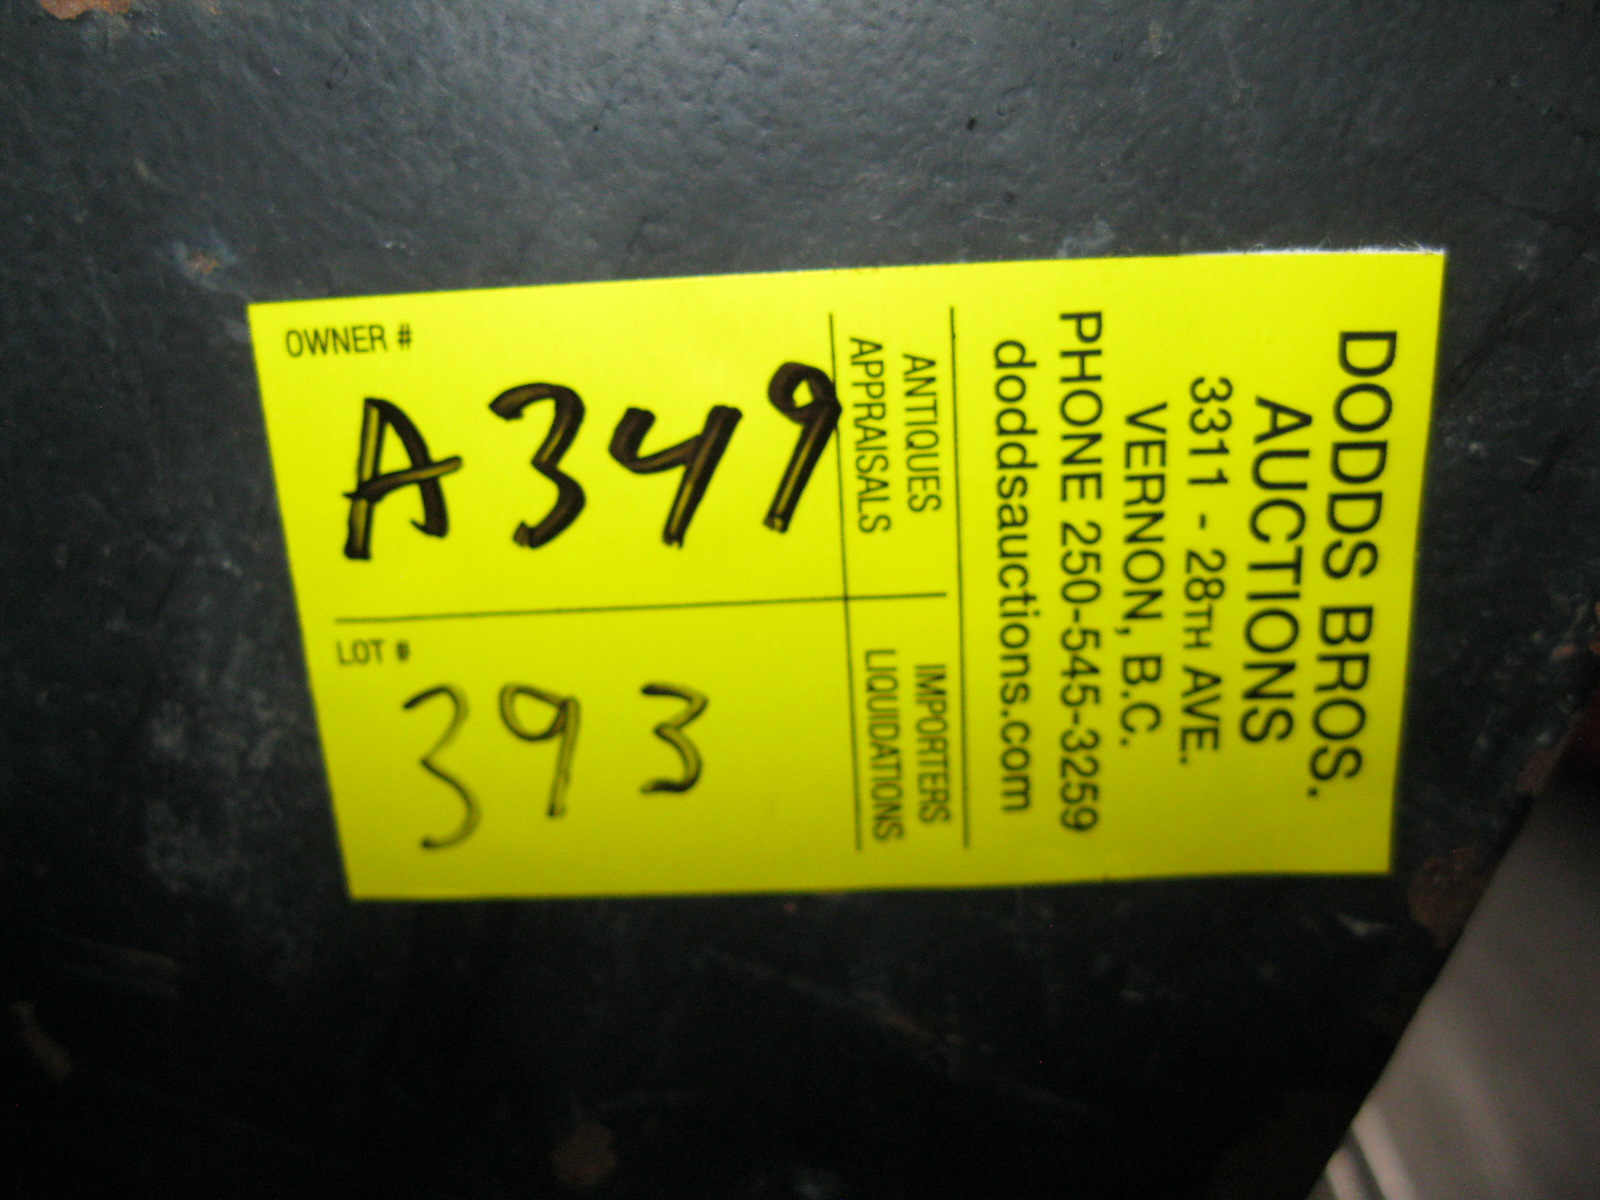 DODDS BROS.
AUCTIONS
3311 - 28TH AVE.
VERNON, B.C.
PHONE 250-545-3259
doddsauctions.com
ANTIQUES
APPRAISALS
IMPORTERS
LIQUIDATIONS
OWNER #
A349
LOT #
393